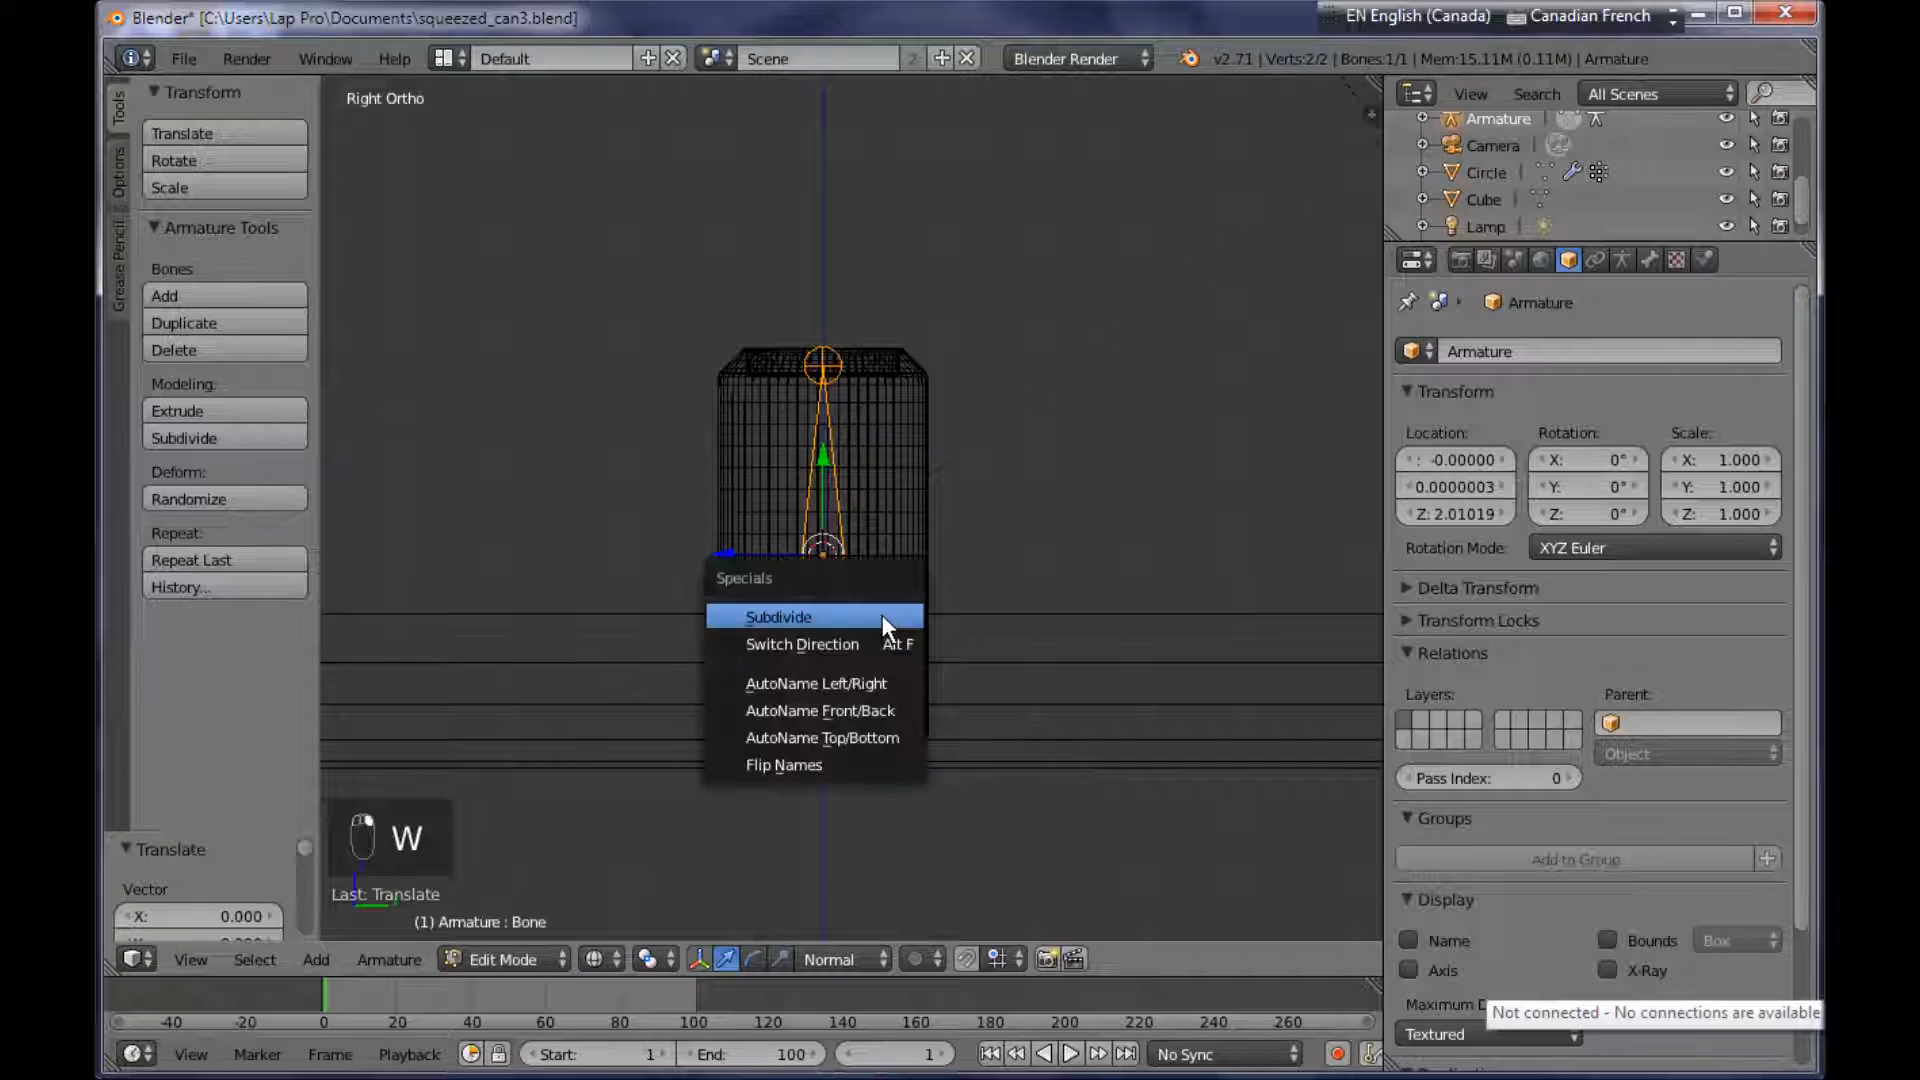 Blender* [C:\Users\Lap Pro\Documents\squeezed_can3.blend]
EN English (Canada) Canadian French
File Render Window Help Default Scene 2 Blender Render v2.71 | Verts:2/2 | Bones:1/1 | Mem:15.11M (0.11M) | Armature
Tools
Options
Grease Pencil
Transform
Translate
Rotate
Scale
Armature Tools
Bones:
Add
Duplicate
Delete
Modeling:
Extrude
Subdivide
Deform:
Randomize
Repeat:
Repeat Last
History...
Translate
Vector
X: 0.000
Right Ortho
Specials
Subdivide
Switch Direction Alt F
AutoName Left/Right
AutoName Front/Back
AutoName Top/Bottom
Flip Names
W
Last: Translate
(1) Armature : Bone
View Select Add Armature Edit Mode Normal
-40 -20 0 20 40 60 80 100 120 140 160 180 200 220 240 260
View Marker Frame Playback Start: 1 End: 100 1 No Sync
View Search All Scenes
Armature
Camera
Circle
Cube
Lamp
Armature
Armature
Transform
Location: Rotation: Scale:
: -0.00000 X: 0° X: 1.000
0.0000003 Y: 0° Y: 1.000
Z: 2.01019 Z: 0° Z: 1.000
Rotation Mode: XYZ Euler
Delta Transform
Transform Locks
Relations
Layers: Parent:
Object
Pass Index: 0
Groups
Add to Group
Display
Name Bounds Box
Axis X-Ray
Maximum D
Not connected - No connections are available
Textured